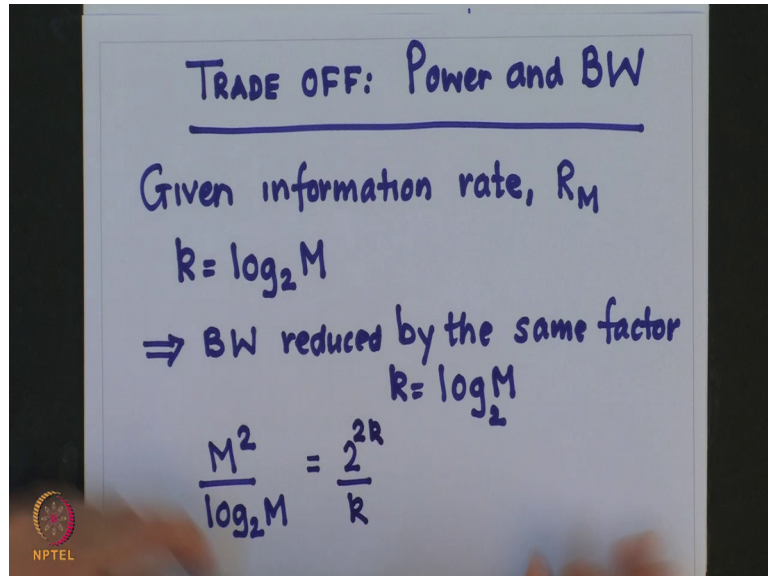 TRADE OFF: Power and BW
Given information rate, R_M
k = log₂M
⇒ BW reduced by the same factor
k = log₂M
M²/log₂M = 2^{2k}/k
NPTEL